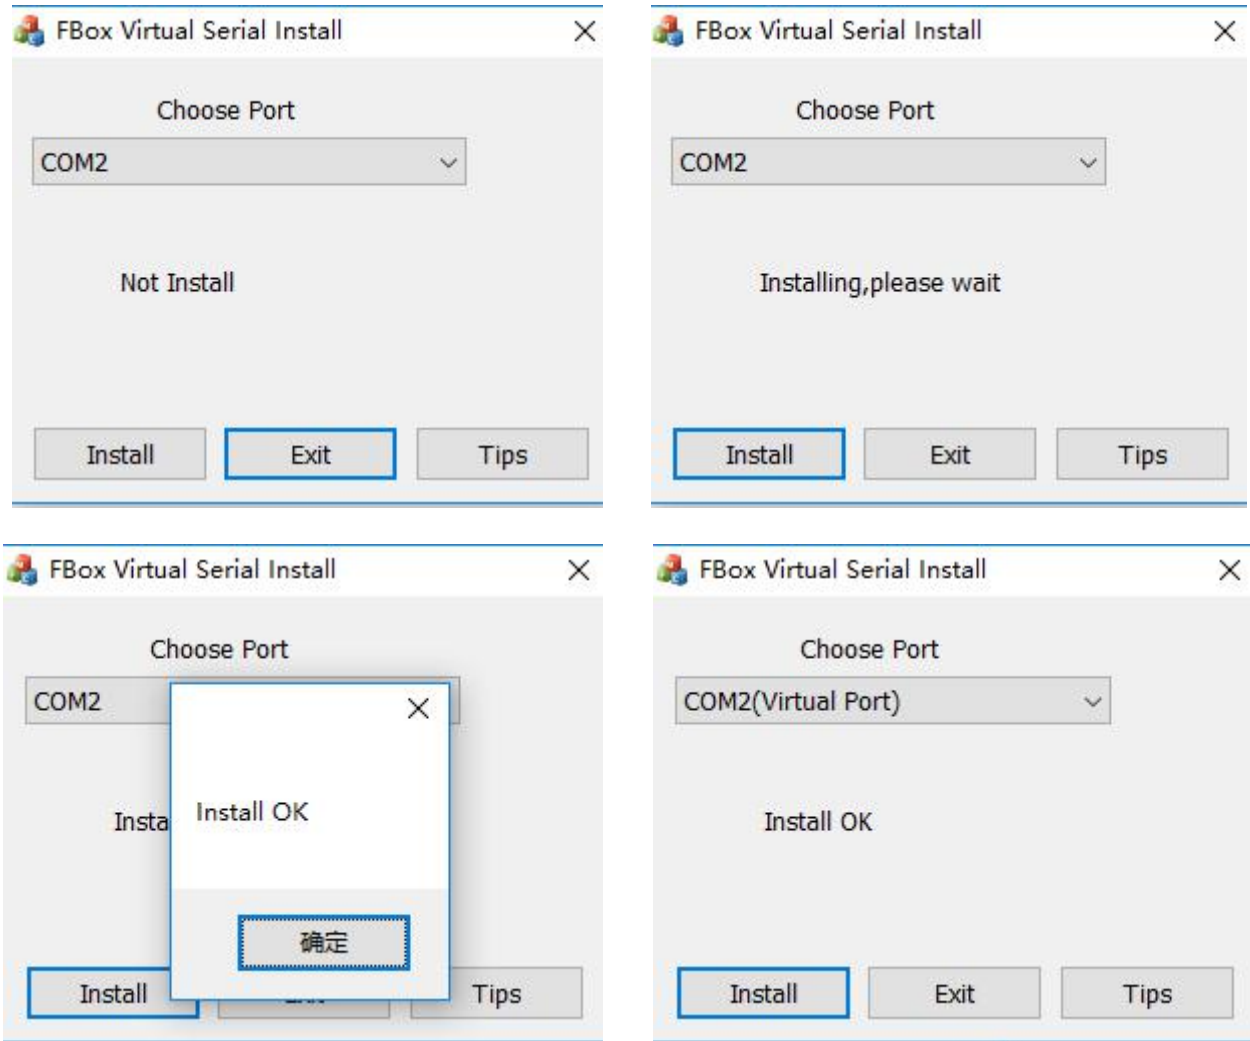 FBox Virtual Serial Install
Choose Port
COM2
Not Install
Install Exit Tips
FBox Virtual Serial Install
Choose Port
COM2
Installing,please wait
Install Exit Tips
FBox Virtual Serial Install
Choose Port
COM2
Insta
Install OK
确定
Install Tips
FBox Virtual Serial Install
Choose Port
COM2(Virtual Port)
Install OK
Install Exit Tips